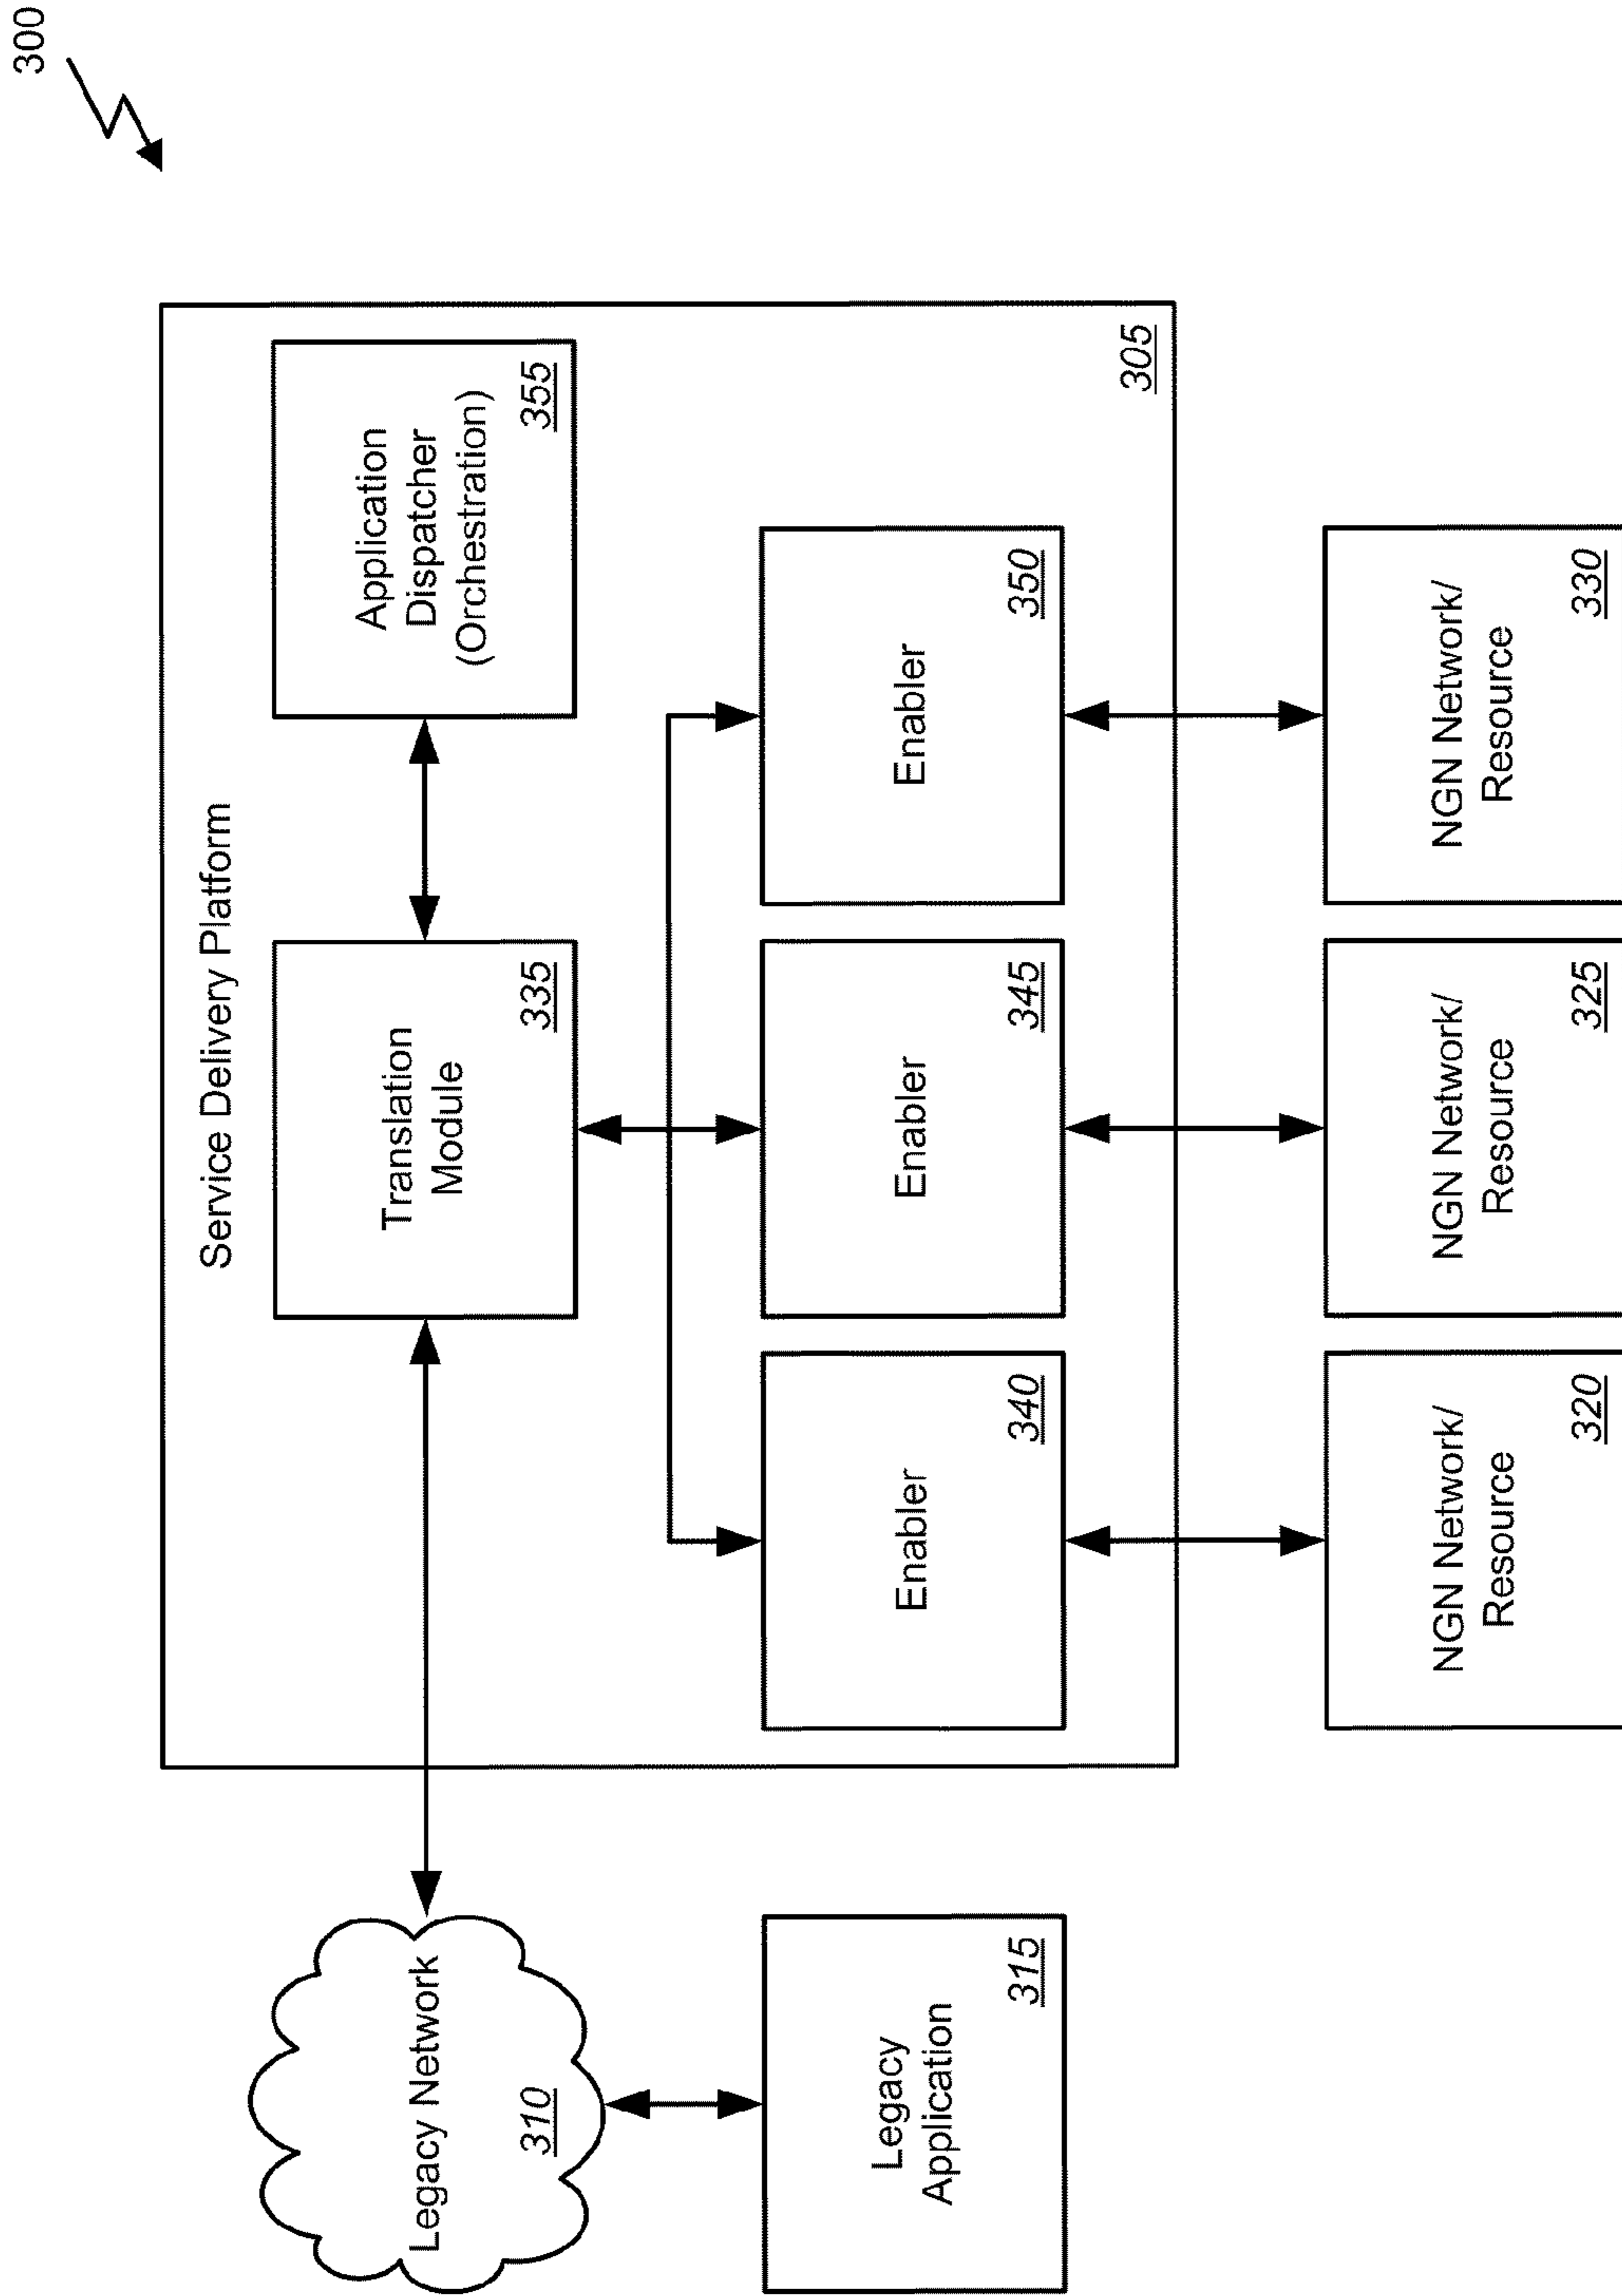 300
Service Delivery Platform
Legacy Network
310
Translation
Module
335
Application
Dispatcher
(Orchestration)
355
Legacy
Application
315
Enabler
340
Enabler
345
Enabler
350
305
NGN Network/
Resource
320
NGN Network/
Resource
325
NGN Network/
Resource
330